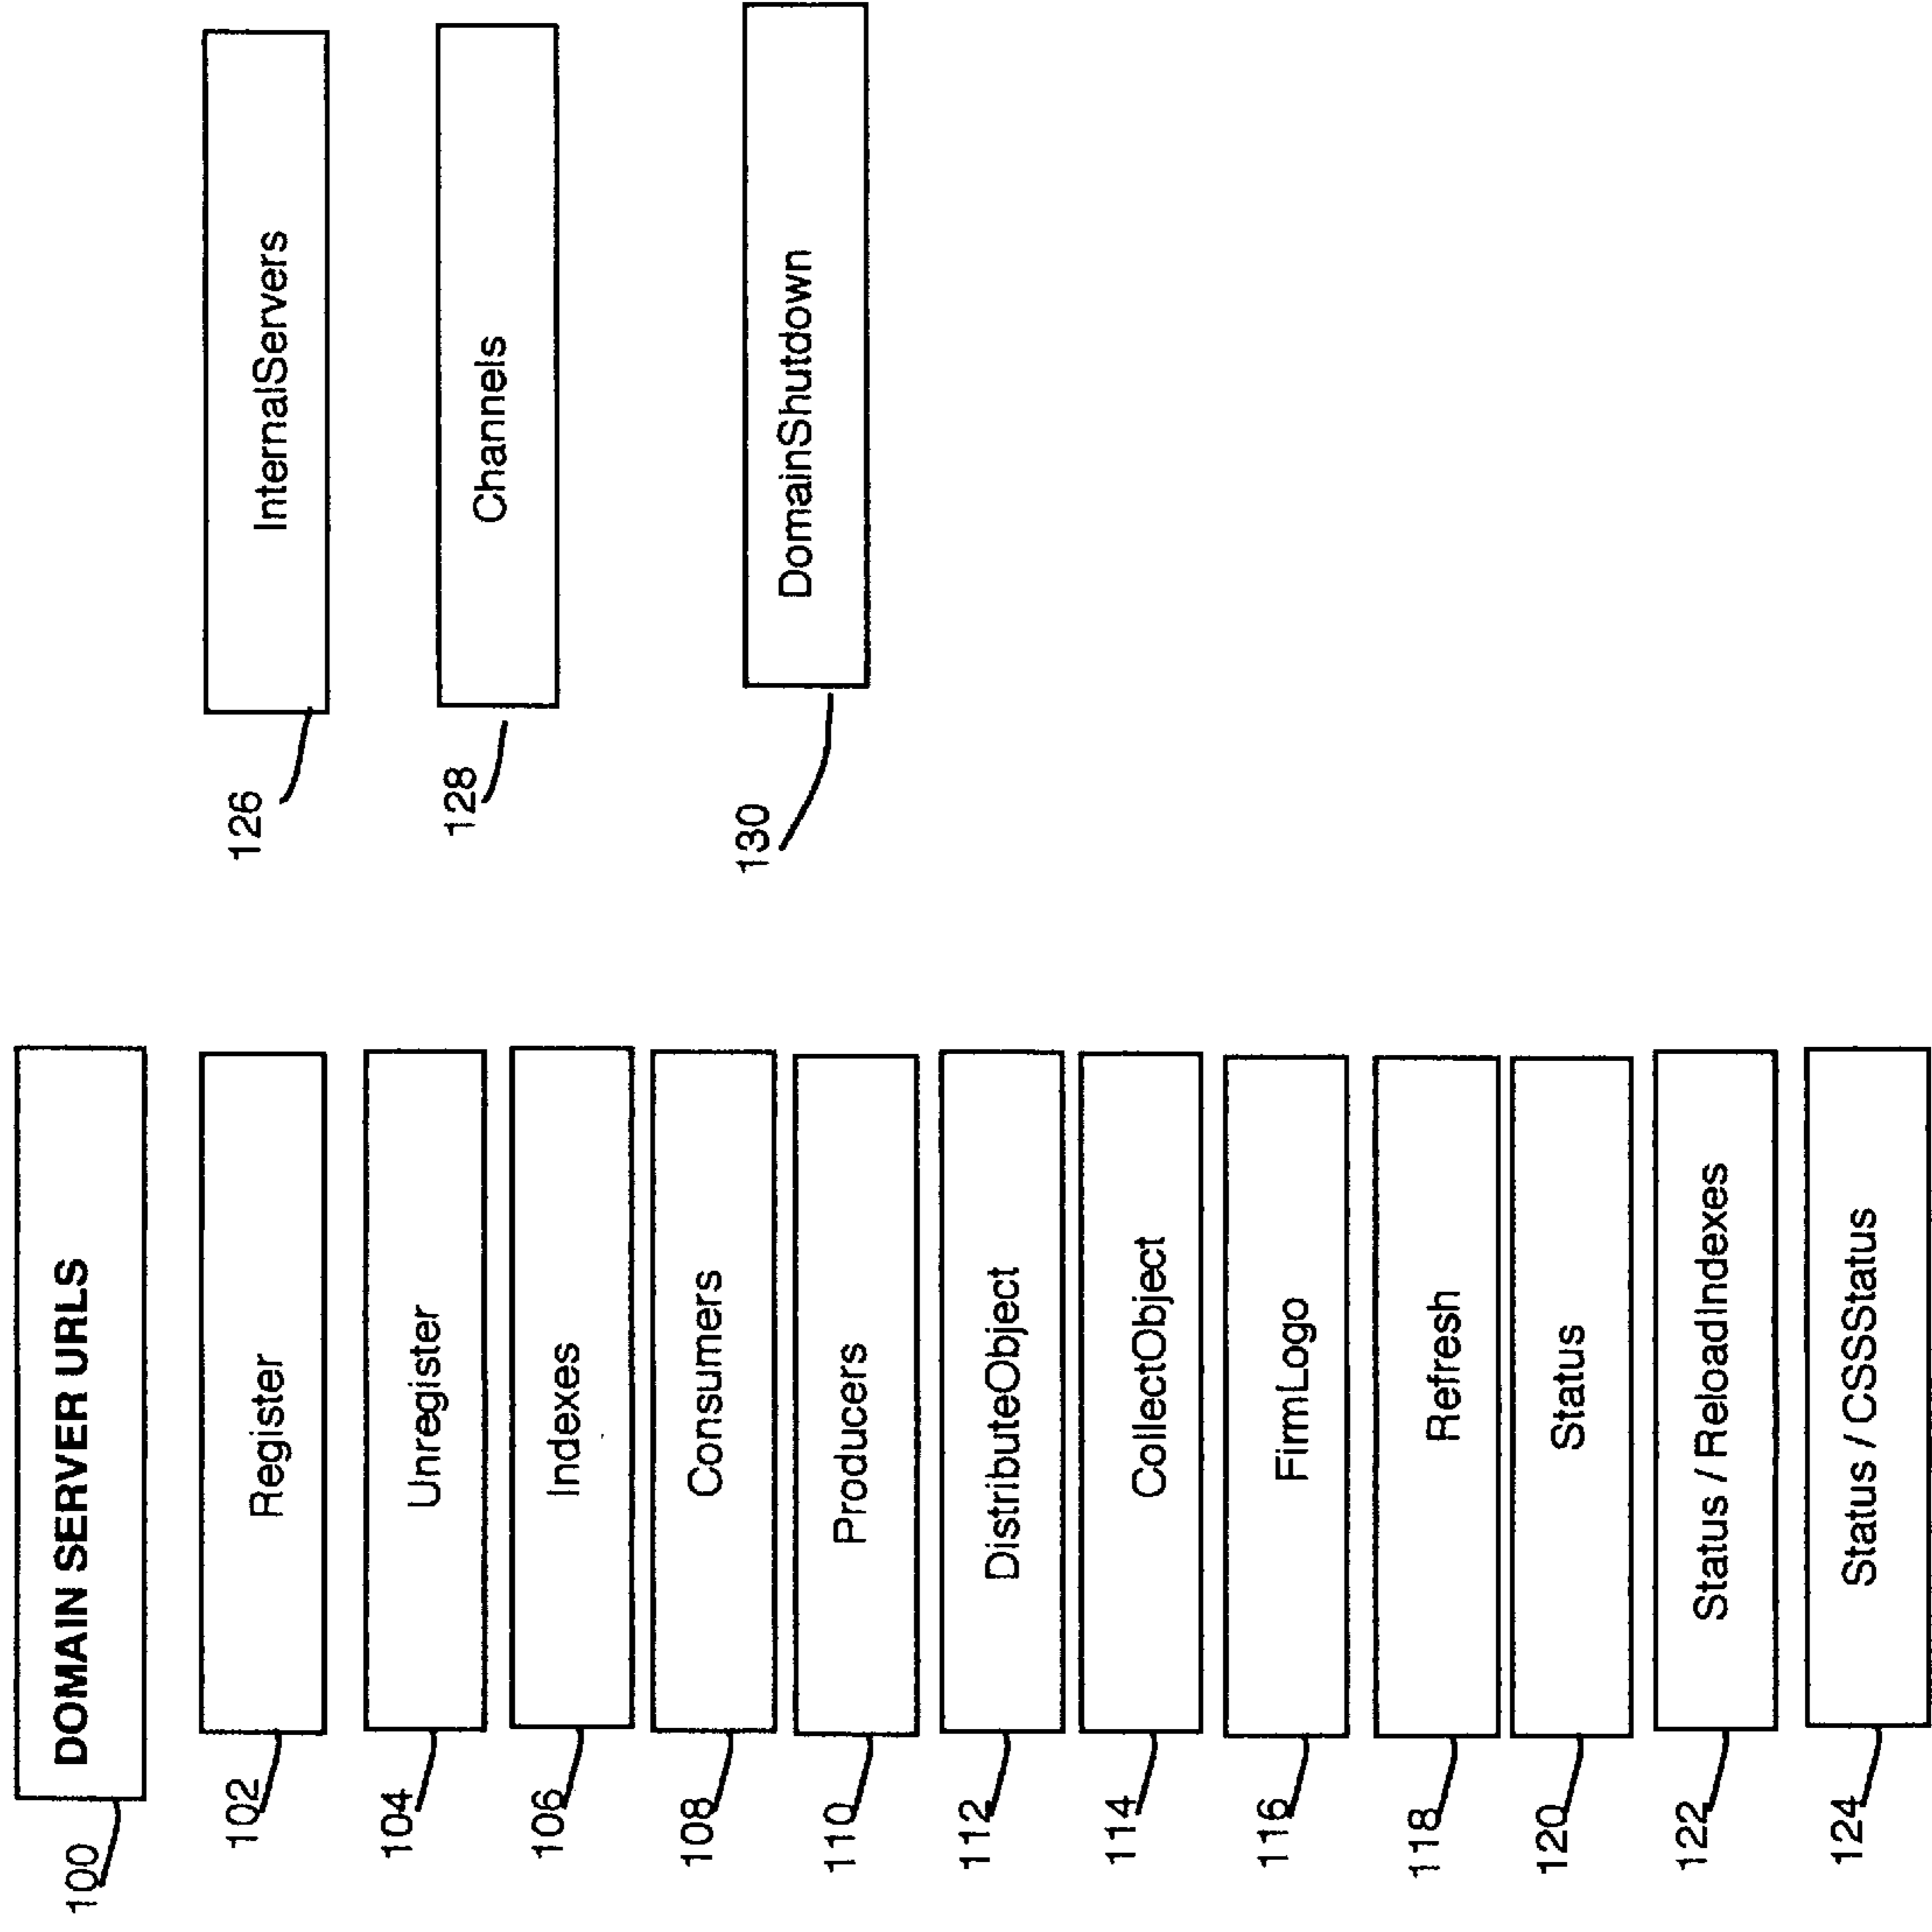 100
DOMAIN SERVER URLS
102
Register
104
Unregister
106
Indexes
108
Consumers
110
Producers
112
DistributeObject
114
CollectObject
116
FirmLogo
118
Refresh
120
Status
122
Status / ReloadIndexes
124
Status / CSSStatus
126
InternalServers
128
Channels
130
DomainShutdown